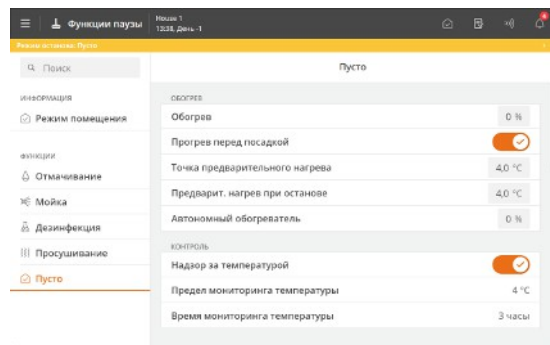 Функции паузы
House 1
13:38, День -1
Режим останова: Пусто
Поиск
Пусто
ИНФОРМАЦИЯ
Режим помещения
ФУНКЦИИ
Отмачивание
Мойка
Дезинфекция
Просушивание
Пусто
ОБОГРЕВ
Обогрев
0 %
Прогрев перед посадкой
Точка предварительного нагрева
4,0 °C
Предварит. нагрев при останове
4,0 °C
Автономный обогреватель
0 %
КОНТРОЛЬ
Надзор за температурой
Предел мониторинга температуры
4 °C
Время мониторинга температуры
3 часы